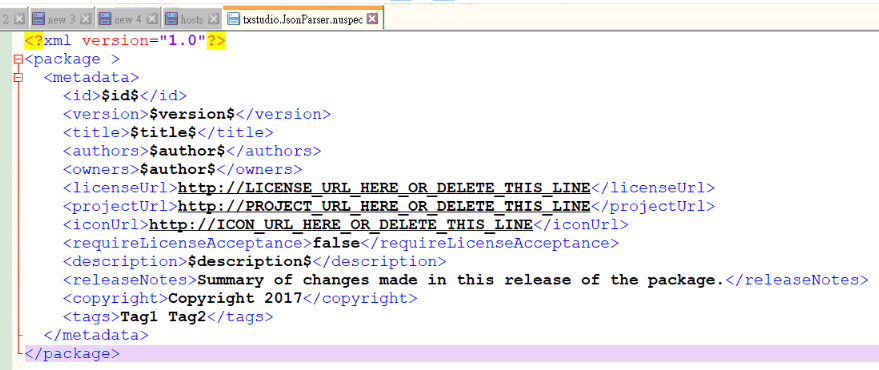 2 new 3 new 4 hosts txstudio.JsonParser.nuspec
<?xml version="1.0"?>
<package >
<metadata>
<id>$id$</id>
<version>$version$</version>
<title>$title$</title>
<authors>$author$</authors>
<owners>$author$</owners>
<licenseUrl>http://LICENSE_URL_HERE_OR_DELETE_THIS_LINE</licenseUrl>
<projectUrl>http://PROJECT_URL_HERE_OR_DELETE_THIS_LINE</projectUrl>
<iconUrl>http://ICON_URL_HERE_OR_DELETE_THIS_LINE</iconUrl>
<requireLicenseAcceptance>false</requireLicenseAcceptance>
<description>$description$</description>
<releaseNotes>Summary of changes made in this release of the package.</releaseNotes>
<copyright>Copyright 2017</copyright>
<tags>Tag1 Tag2</tags>
</metadata>
</package>